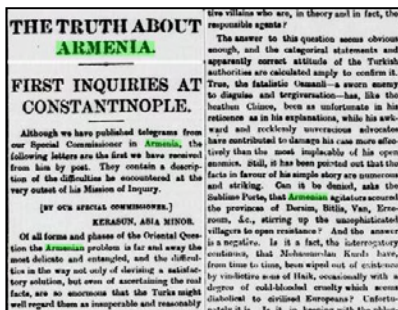 THE TRUTH ABOUT
ARMENIA.
FIRST INQUIRIES AT
CONSTANTINOPLE.
Although we have published telegrams from
our Special Commissioner in Armenia, the
following letters are the first we have received
from him by post. They contain a descrip-
tion of the difficulties he encountered at the
very outset of his Mission of Inquiry.
[BY OUR SPECIAL COMMISSIONER.]
KERASUN, ASIA MINOR.
Of all forms and phases of the Oriental Ques-
tion the Armenian problem is far and away the
most delicate and entangled, and the difficul-
ties in the way not only of devising a satisfac-
tory solution, but even of ascertaining the real
facts, are so enormous that the Turks might
well regard them as insuperable and reasonably
tive villains who are, in theory and in fact, the
responsible agents?
The answer to this question seems obvious
enough, and the categorical statements and
apparently correct attitude of the Turkish
authorities are calculated amply to confirm it.
True, the fatalistic Osmanli—a sworn enemy
to disguise and tergiversation—has, like the
heathen Chinee, been as unfortunate in his
reticence as in his explanations, while his awk-
ward and recklessly unveracious advocates
have contributed to damaging his case more effec-
tively than the most implacable of his open
enemies. Still, it has been pointed out that the
facts in favour of his simple story are numerous
and striking. Can it be denied, asks the
Sublime Porte, that Armenian agitators scoured
the provinces of Dersim, Bitlis, Van, Erze-
room, &c., stirring up the unsophisticated
villagers to open resistance? And the answer
is a negative. Is it a fact, the interrogatory
continues, that Mohammedan Kurds have,
from time to time, been wiped out of existence
by vindictive sons of Haik, occasionally with a
degree of cold-blooded cruelty which seems
diabolical to civilised Europeans? Unfortu-